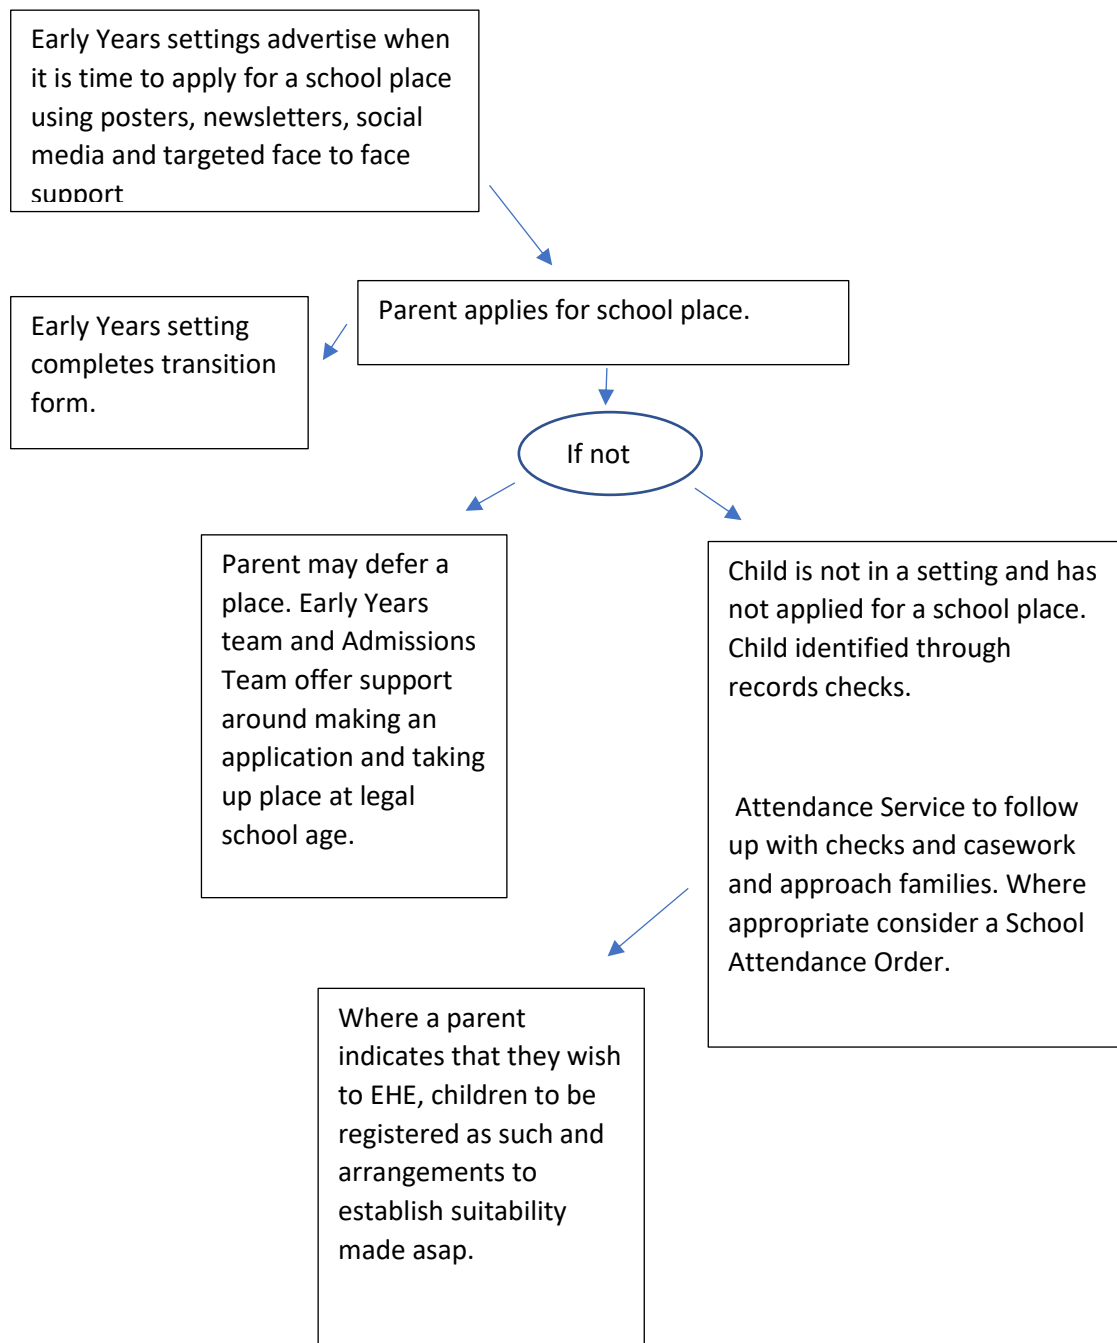 Early Years settings advertise when
it is time to apply for a school place
using posters, newsletters, social
media and targeted face to face
support
Parent applies for school place.
Early Years setting
completes transition
form.
If not
Parent may defer a
place. Early Years
team and Admissions
Team offer support
around making an
application and taking
up place at legal
school age.
Child is not in a setting and has
not applied for a school place.
Child identified through
records checks.
Attendance Service to follow
up with checks and casework
and approach families. Where
appropriate consider a School
Attendance Order.
Where a parent
indicates that they wish
to EHE, children to be
registered as such and
arrangements to
establish suitability
made asap.